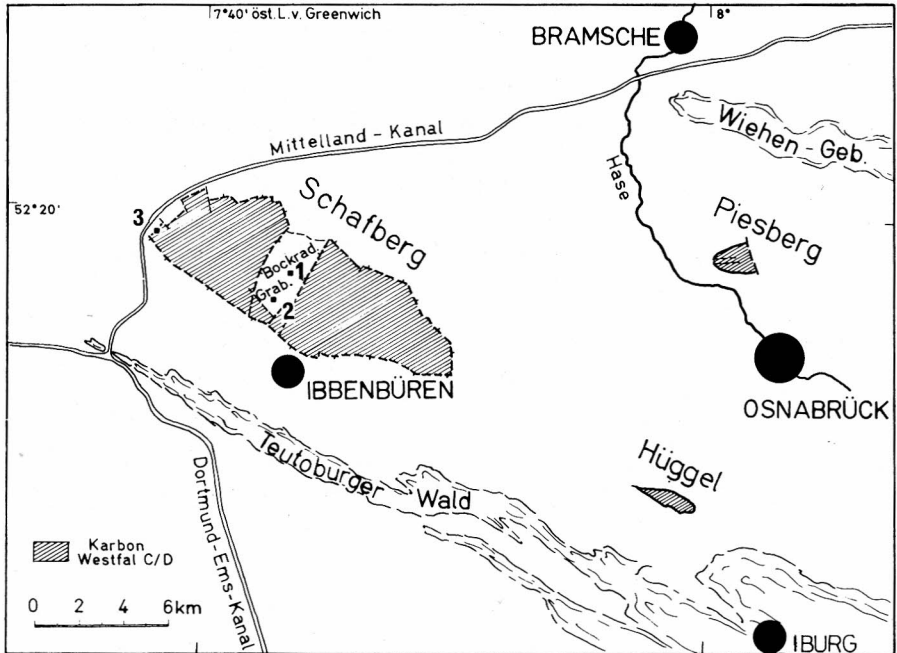 7°40' öst.L.v. Greenwich
8°
BRAMSCHE
Mittelland - Kanal
Wiehen - Geb.
Hase
52°20'
3
Schafberg
Piesberg
Bockrad.
1
Grab.
2
IBBENBÜREN
OSNABRÜCK
Teutoburger Wald
Hüggel
Dortmund-Ems-Kanal
Karbon
Westfal C/D
0 2 4 6km
IBURG